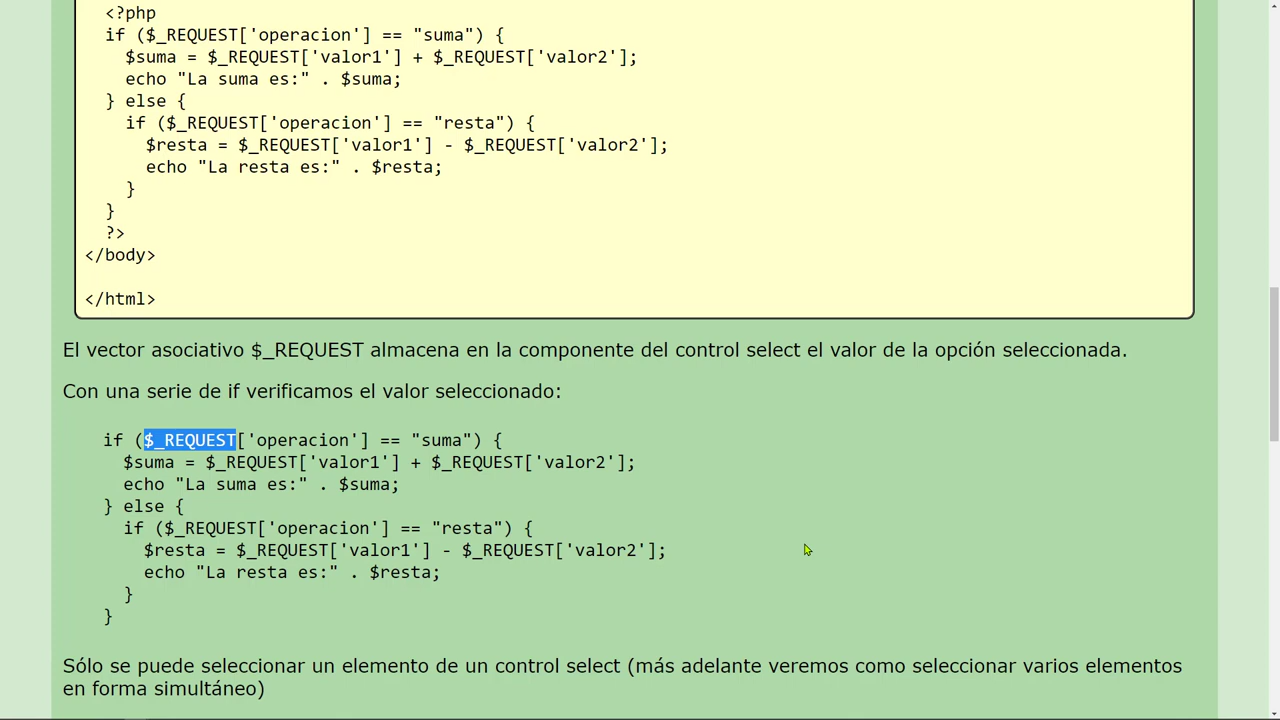 <?php
if ($_REQUEST['operacion'] == "suma") {
$suma = $_REQUEST['valor1'] + $_REQUEST['valor2'];
echo "La suma es:" . $suma;
} else {
if ($_REQUEST['operacion'] == "resta") {
$resta = $_REQUEST['valor1'] - $_REQUEST['valor2'];
echo "La resta es:" . $resta;
}
}
?>
</body>
</html>
El vector asociativo $_REQUEST almacena en la componente del control select el valor de la opción seleccionada.
Con una serie de if verificamos el valor seleccionado:
if ($_REQUEST['operacion'] == "suma") {
$suma = $_REQUEST['valor1'] + $_REQUEST['valor2'];
echo "La suma es:" . $suma;
} else {
if ($_REQUEST['operacion'] == "resta") {
$resta = $_REQUEST['valor1'] - $_REQUEST['valor2'];
echo "La resta es:" . $resta;
}
}
Sólo se puede seleccionar un elemento de un control select (más adelante veremos como seleccionar varios elementos
en forma simultáneo)